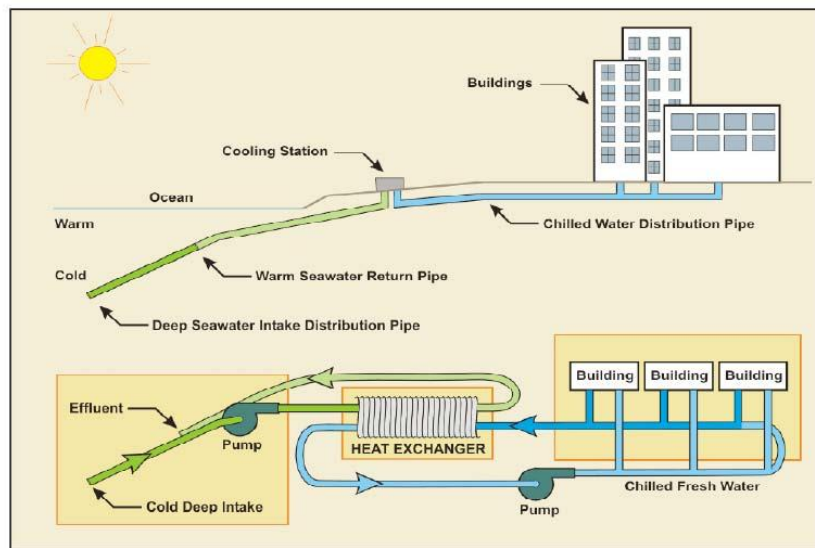 Buildings
Cooling Station
Ocean
Chilled Water Distribution Pipe
Warm
Cold
Warm Seawater Return Pipe
Deep Seawater Intake Distribution Pipe
Building
Building
Building
Effluent
Pump
HEAT EXCHANGER
Chilled Fresh Water
Cold Deep Intake
Pump